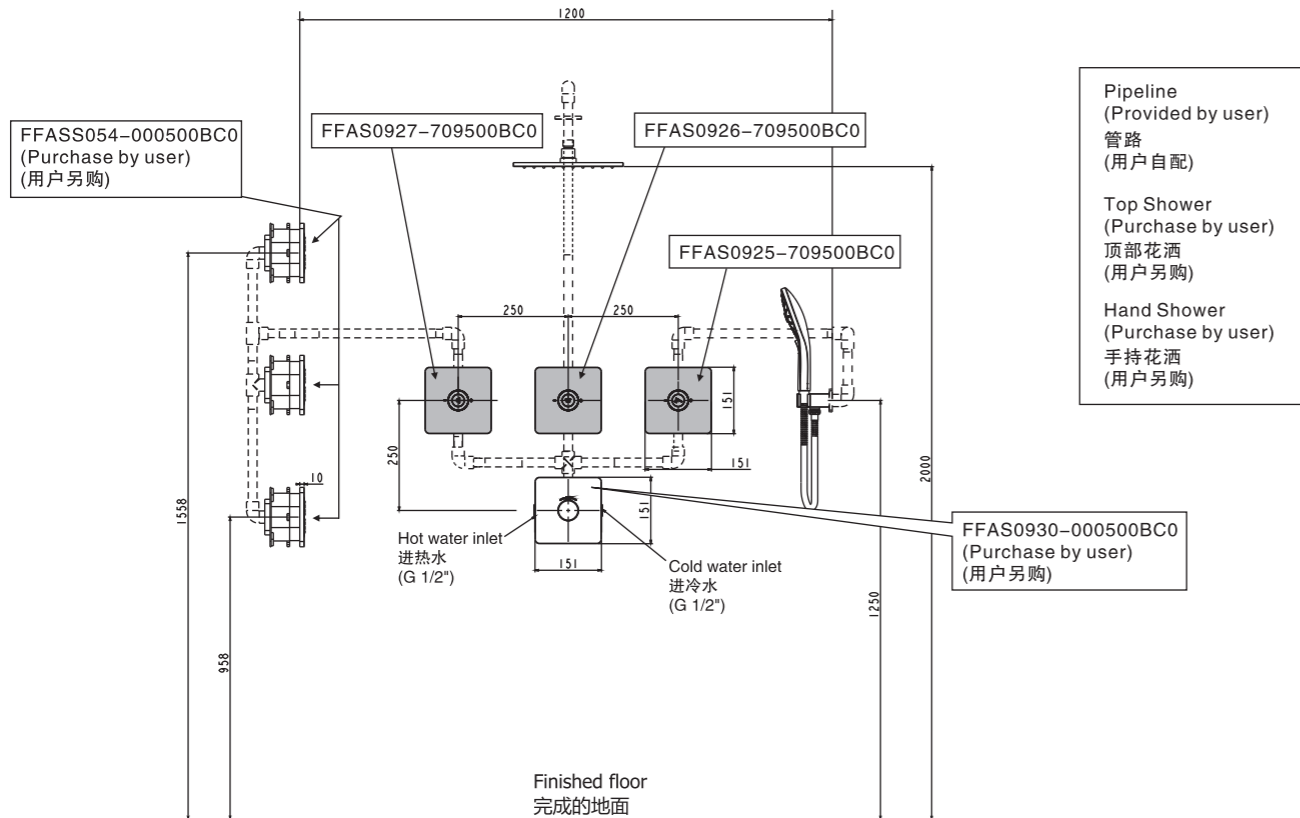 1200
FFASS054-000500BC0
(Purchase by user)
(用户另购)
FFAS0927-709500BC0
FFAS0926-709500BC0
FFAS0925-709500BC0
Pipeline
(Provided by user)
管路
(用户自配)
Top Shower
(Purchase by user)
顶部花洒
(用户另购)
Hand Shower
(Purchase by user)
手持花洒
(用户另购)
250
250
151
151
250
2000
10
1558
151
151
Hot water inlet
进热水
(G 1/2")
Cold water inlet
进冷水
(G 1/2")
FFAS0930-000500BC0
(Purchase by user)
(用户另购)
1250
958
Finished floor
完成的地面